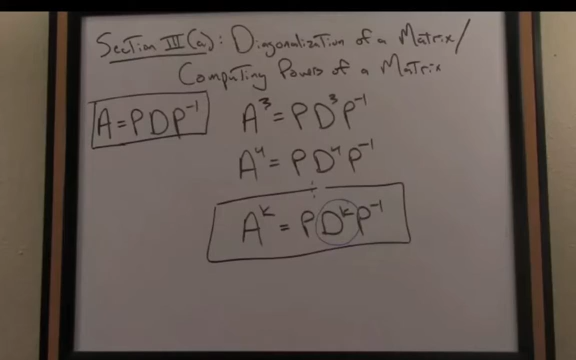 Section III(a): Diagonalization of a Matrix/
Computing Powers of a Matrix
A=PDP⁻¹
A³ = PD³P⁻¹
A⁴ = PD⁴P⁻¹
⋮
Aᵏ = PDᵏP⁻¹